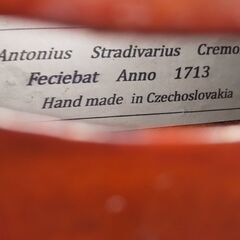 Antonius Stradivarius Cremo
Feciebat Anno 1713
Hand made in Czechoslovakia